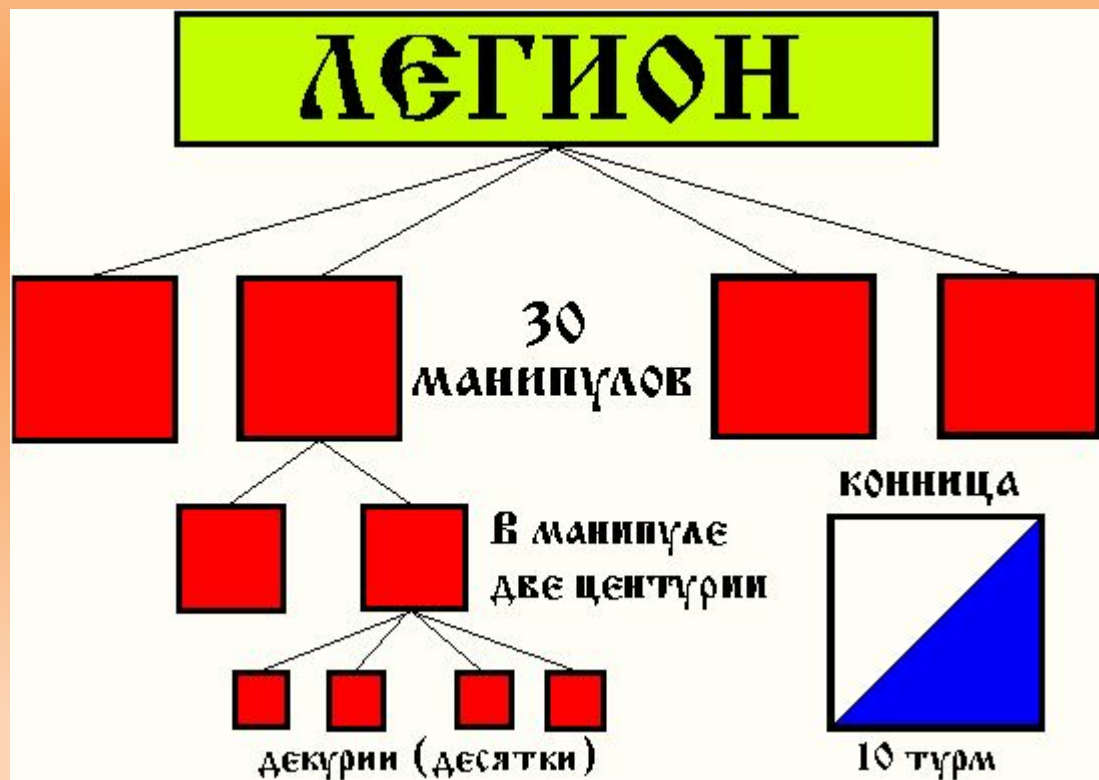 ЛЕГИОН
30
МАНИПУЛОВ
КОННИЦА
В МАНИПУЛЕ
ДВЕ ЦЕНТУРИИ
ДЕКУРИИ (ДЕСЯТКИ)
10 ТУРМ